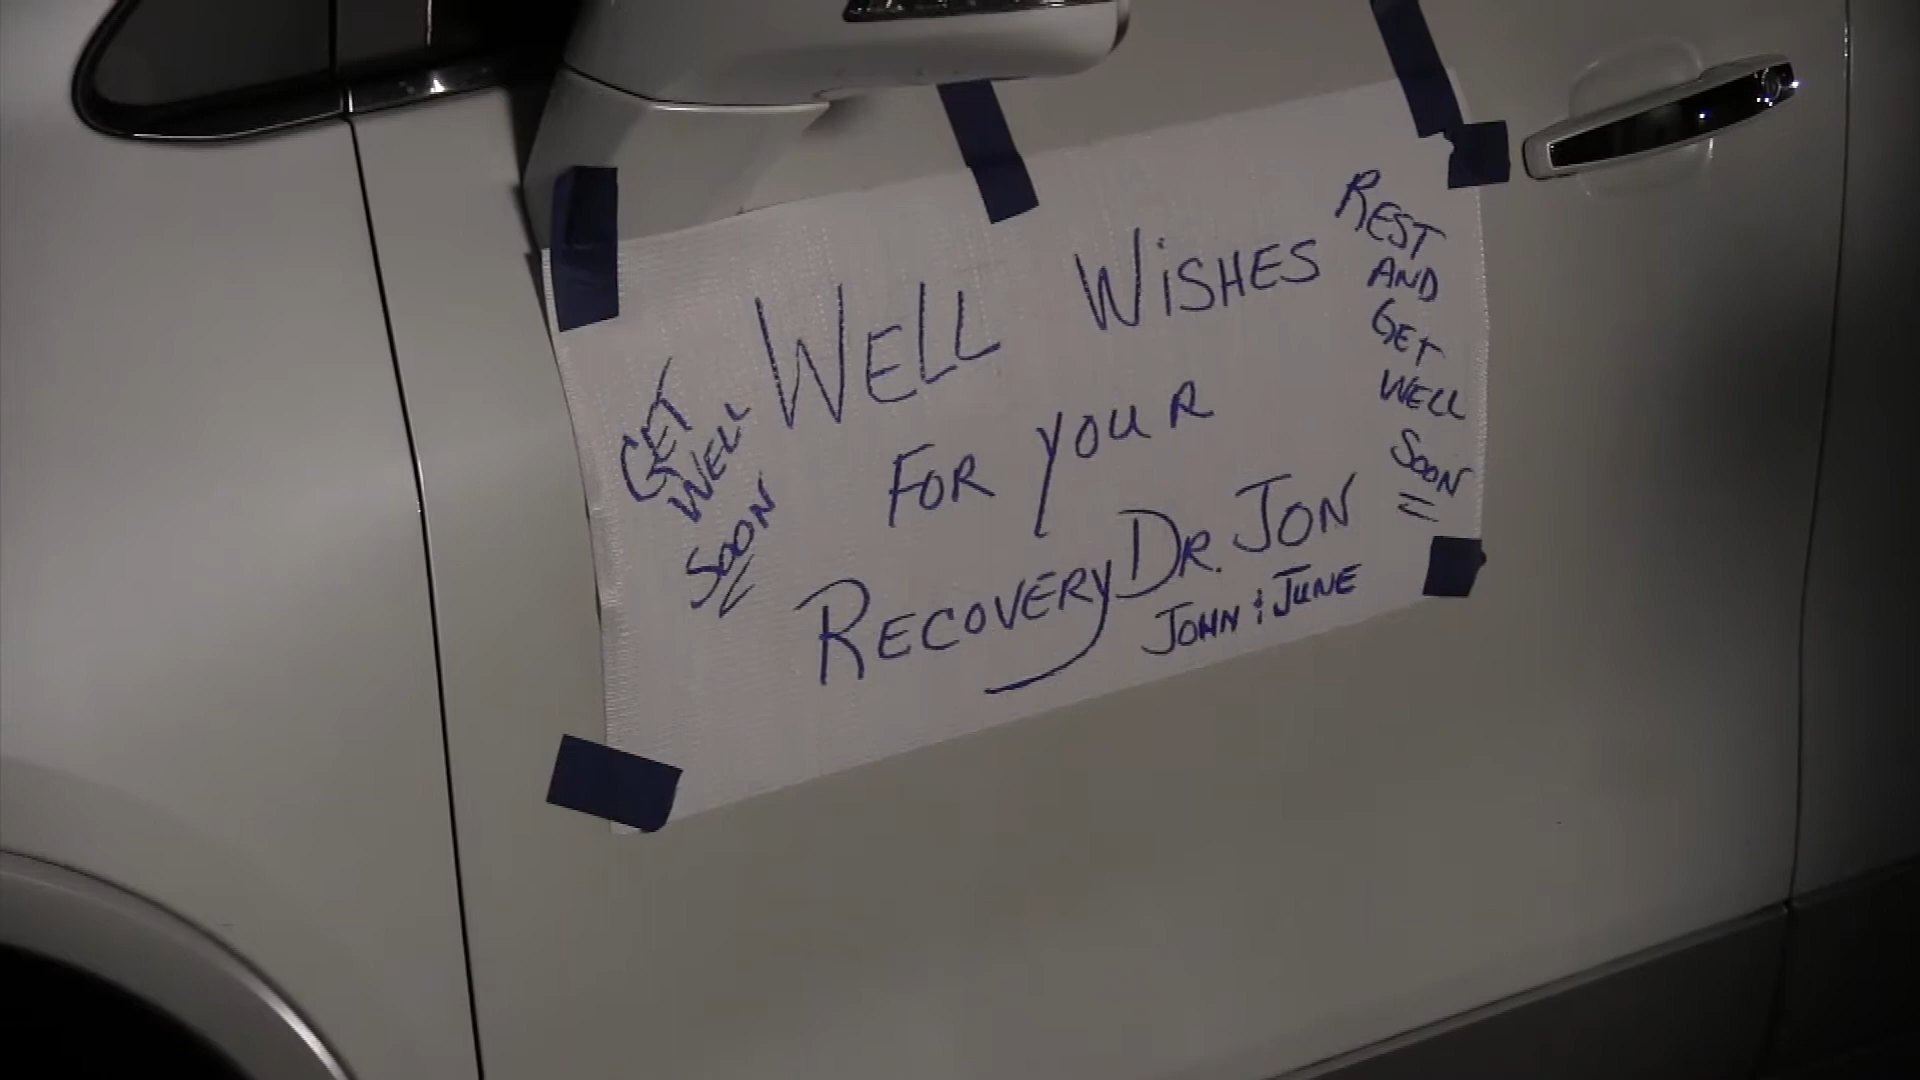 WELL WISHES
FOR YOUR
RECOVERY DR. JON
JOHN & JUNE
GET
WELL
SOON
REST
AND
GET
WELL
SOON